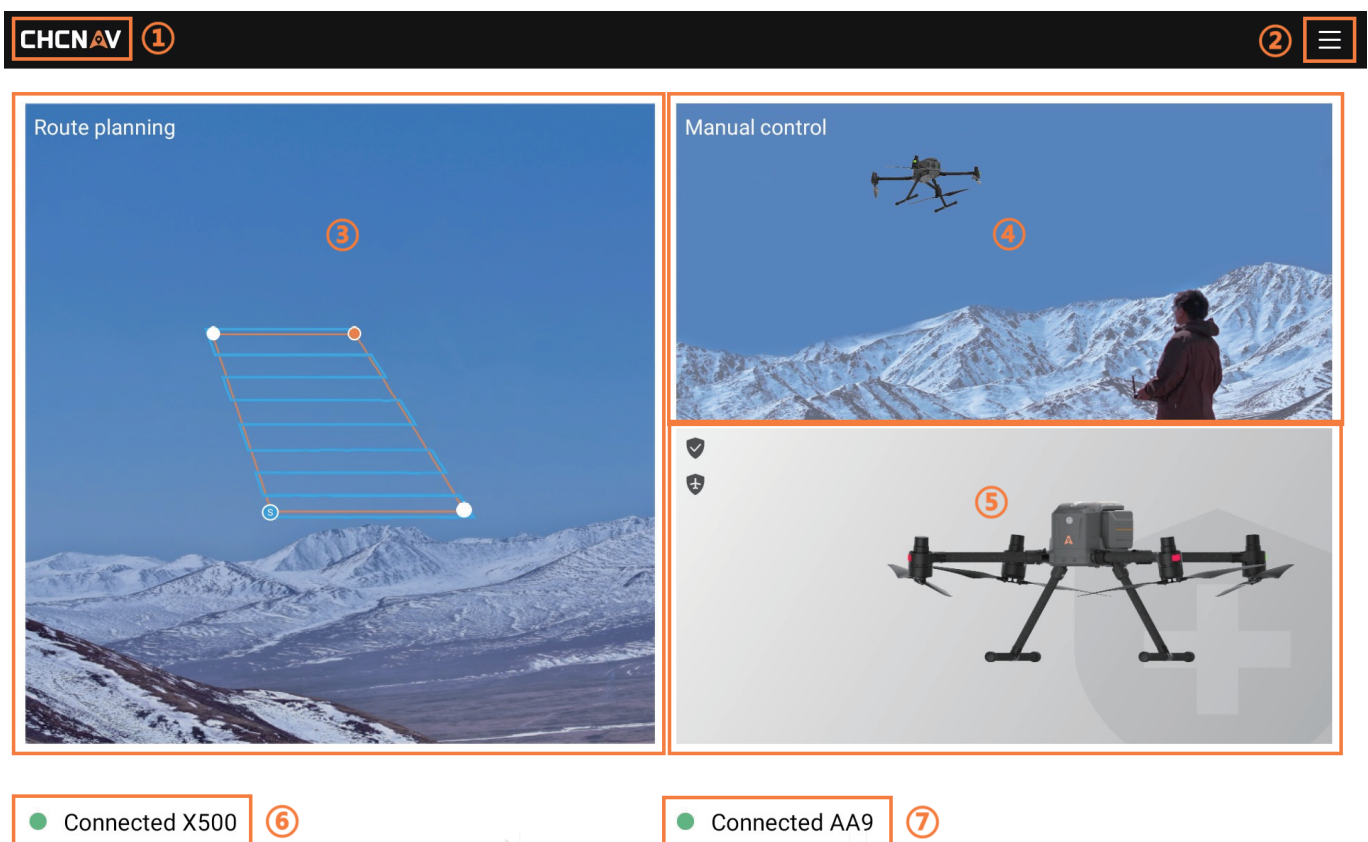 CHCNAV ①
② 
Route planning
③
S
Manual control
④
⑤
Connected X500 ⑥
Connected AA9 ⑦